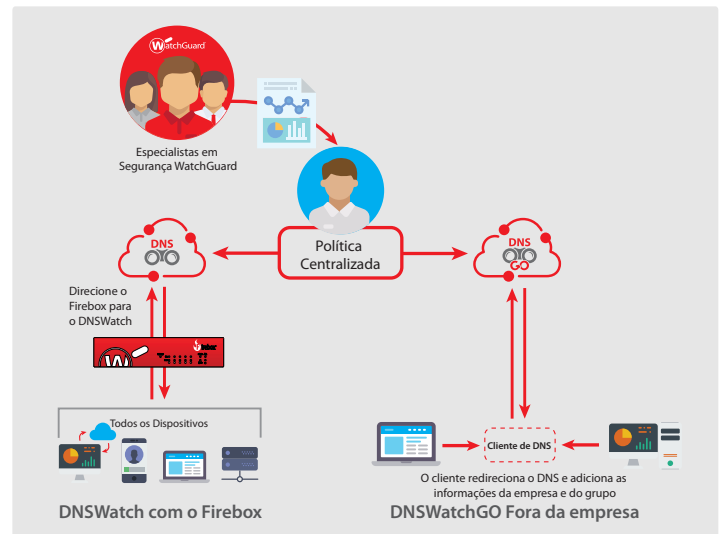 WatchGuard
Especialistas em
Segurança WatchGuard
Política
Centralizada
DNS
DNS
GO
Direcione o
Firebox para
o DNSWatch
Todos os Dispositivos
Cliente de DNS
O cliente redireciona o DNS e adiciona as
informações da empresa e do grupo
DNSWatch com o Firebox
DNSWatchGO Fora da empresa